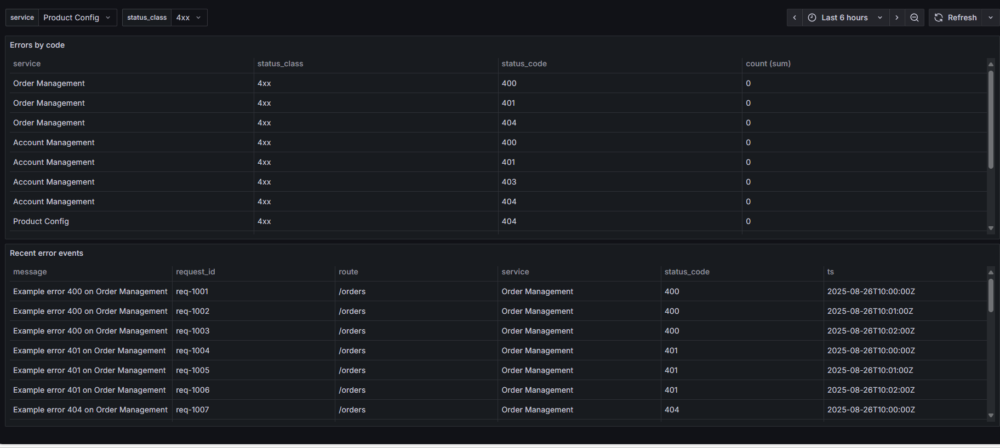 service Product Config status_class 4xx Last 6 hours Refresh
Errors by code
service status_class status_code count (sum)
Order Management 4xx 400 0
Order Management 4xx 401 0
Order Management 4xx 404 0
Account Management 4xx 400 0
Account Management 4xx 401 0
Account Management 4xx 403 0
Account Management 4xx 404 0
Product Config 4xx 404 0
Recent error events
message request_id route service status_code ts
Example error 400 on Order Management req-1001 /orders Order Management 400 2025-08-26T10:00:00Z
Example error 400 on Order Management req-1002 /orders Order Management 400 2025-08-26T10:01:00Z
Example error 400 on Order Management req-1003 /orders Order Management 400 2025-08-26T10:02:00Z
Example error 401 on Order Management req-1004 /orders Order Management 401 2025-08-26T10:00:00Z
Example error 401 on Order Management req-1005 /orders Order Management 401 2025-08-26T10:01:00Z
Example error 401 on Order Management req-1006 /orders Order Management 401 2025-08-26T10:02:00Z
Example error 404 on Order Management req-1007 /orders Order Management 404 2025-08-26T10:00:00Z